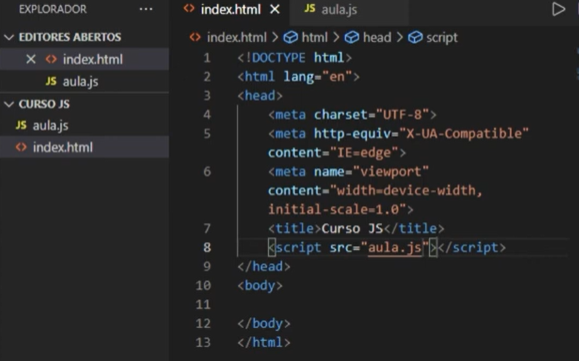 EXPLORADOR ...
EDITORES ABERTOS
index.html
JS aula.js
CURSO JS
JS aula.js
index.html
index.html JS aula.js
index.html > html > head > script
1 <!DOCTYPE html>
2 <html lang="en">
3 <head>
4 <meta charset="UTF-8">
5 <meta http-equiv="X-UA-Compatible"
content="IE=edge">
6 <meta name="viewport"
content="width=device-width,
initial-scale=1.0">
7 <title>Curso JS</title>
8 <script src="aula.js"></script>
9 </head>
10 <body>
11
12 </body>
13 </html>